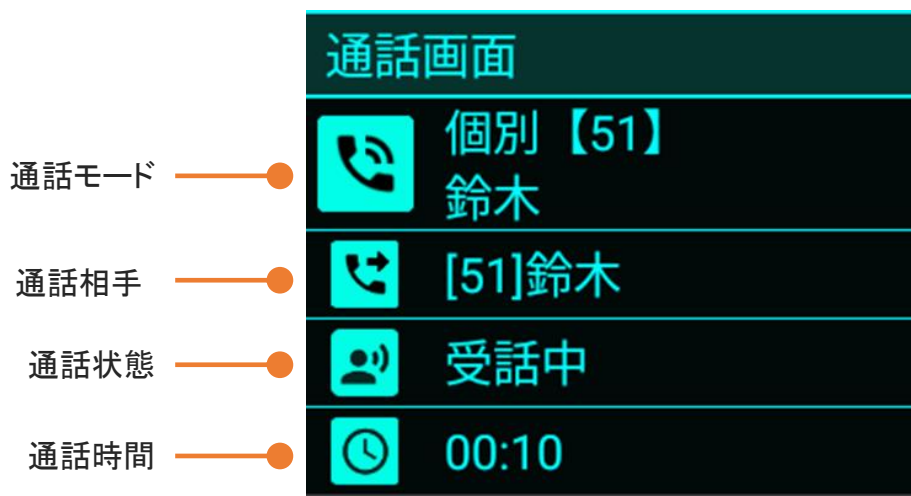 通話画面
通話モード
個別【51】
鈴木
通話相手
[51]鈴木
通話状態
受話中
通話時間
00:10